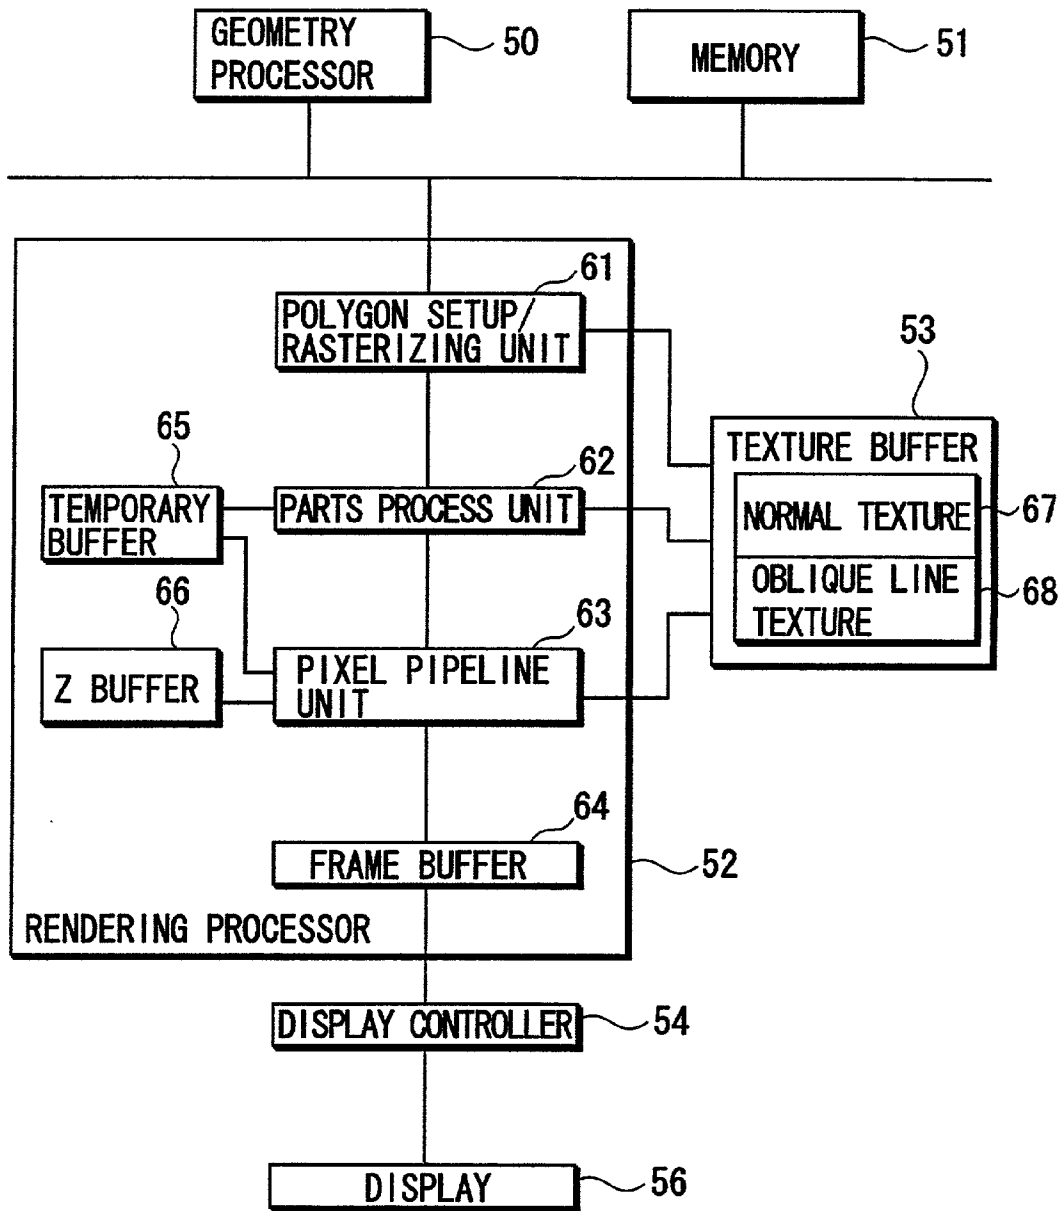 GEOMETRY
PROCESSOR
50
MEMORY
51
61
POLYGON SETUP
RASTERIZING UNIT
53
TEXTURE BUFFER
65
62
TEMPORARY
BUFFER
PARTS PROCESS UNIT
NORMAL TEXTURE
67
OBLIQUE LINE
TEXTURE
68
66
63
Z BUFFER
PIXEL PIPELINE
UNIT
64
FRAME BUFFER
52
RENDERING PROCESSOR
DISPLAY CONTROLLER
54
DISPLAY
56